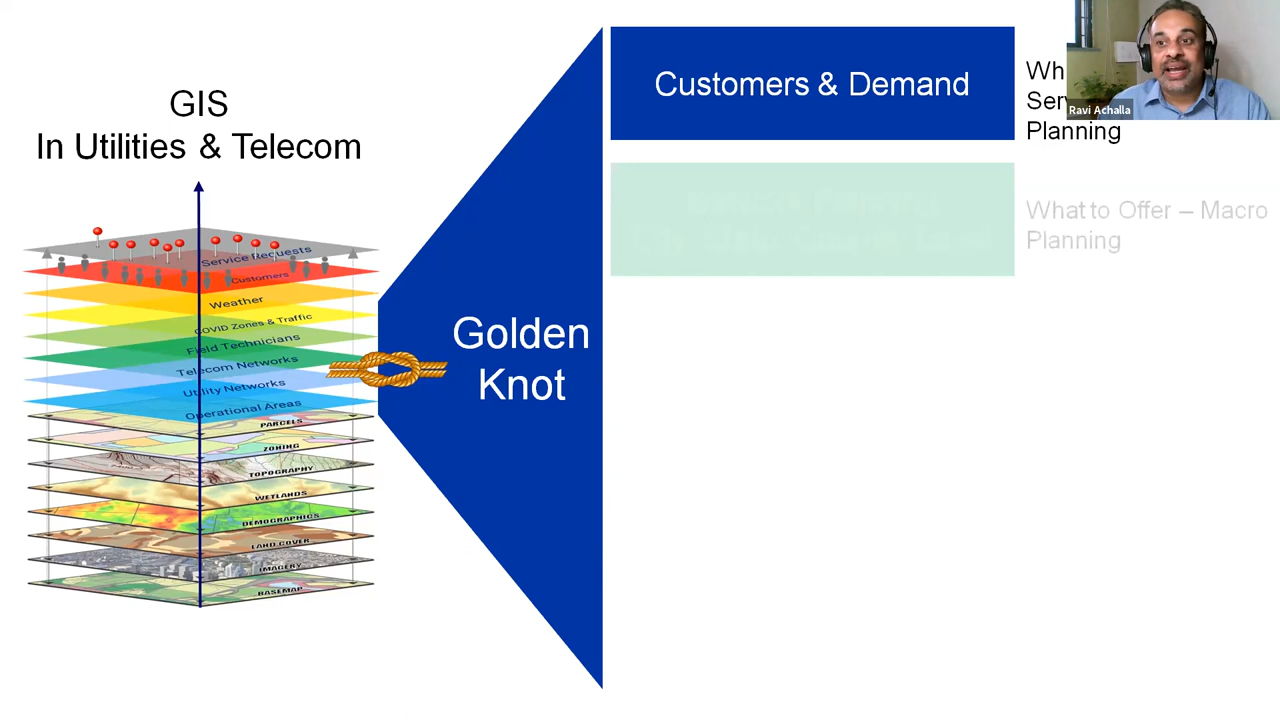 GIS
In Utilities & Telecom
Service Requests
Customers
Weather
COVID Zones & Traffic
Field Technicians
Telecom Networks
Utility Networks
Operational Areas
PARCELS
ZONING
TOPOGRAPHY
WETLANDS
DEMOGRAPHICS
LAND COVER
IMAGERY
BASEMAP
Golden
Knot
Customers & Demand
Planning
What to Offer – Macro
Planning
Ravi Achalla